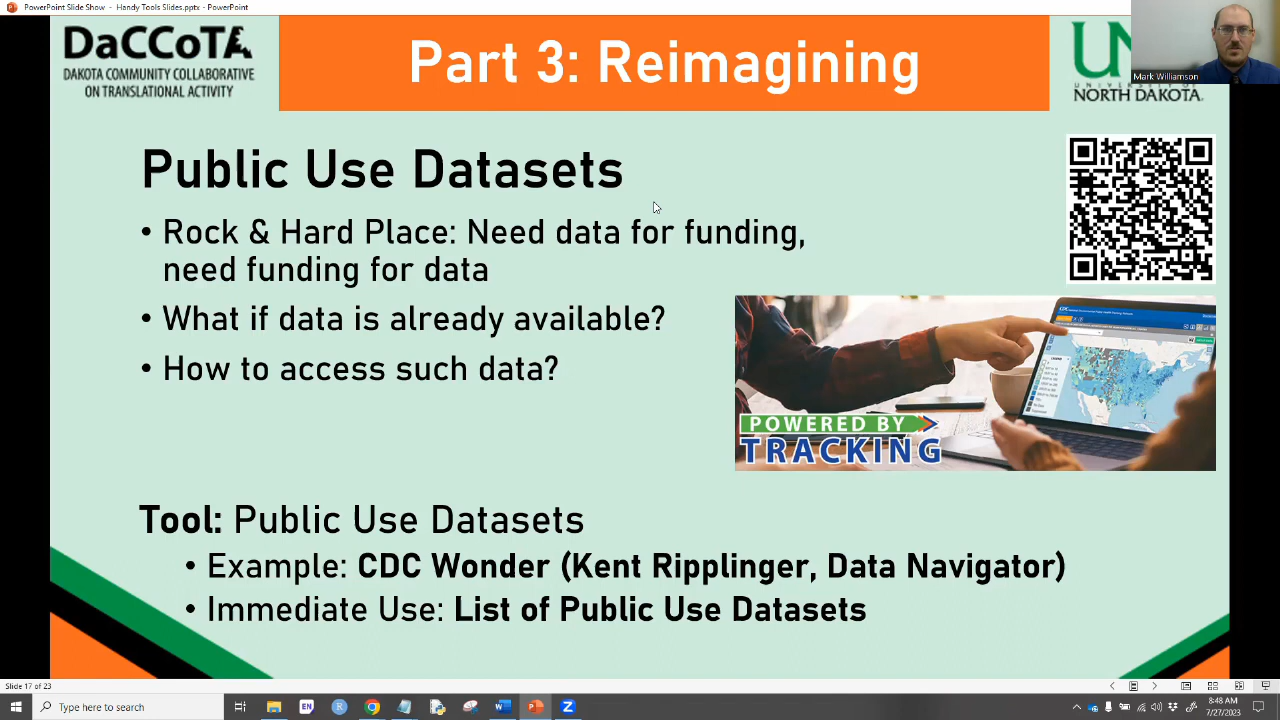 PowerPoint Slide Show - Handy Tools Slides.pptx - PowerPoint
DaCCoTA
DAKOTA COMMUNITY COLLABORATIVE
ON TRANSLATIONAL ACTIVITY
Part 3: Reimagining
NORTH DAKOTA.
Mark Williamson
Public Use Datasets
• Rock & Hard Place: Need data for funding,
need funding for data
• What if data is already available?
• How to access such data?
POWERED BY
TRACKING
Tool: Public Use Datasets
• Example: CDC Wonder (Kent Ripplinger, Data Navigator)
• Immediate Use: List of Public Use Datasets
Slide 17 of 23
Type here to search
EN
8:48 AM
7/27/2023